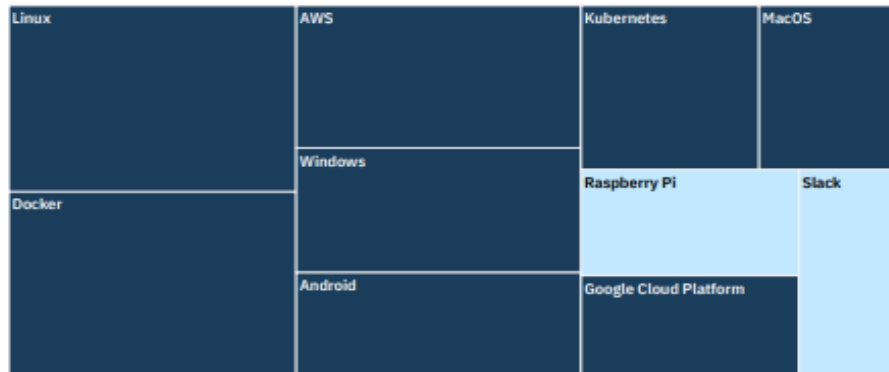 Linux
AWS
Kubernetes
MacOS
Windows
Raspberry Pi
Slack
Docker
Android
Google Cloud Platform